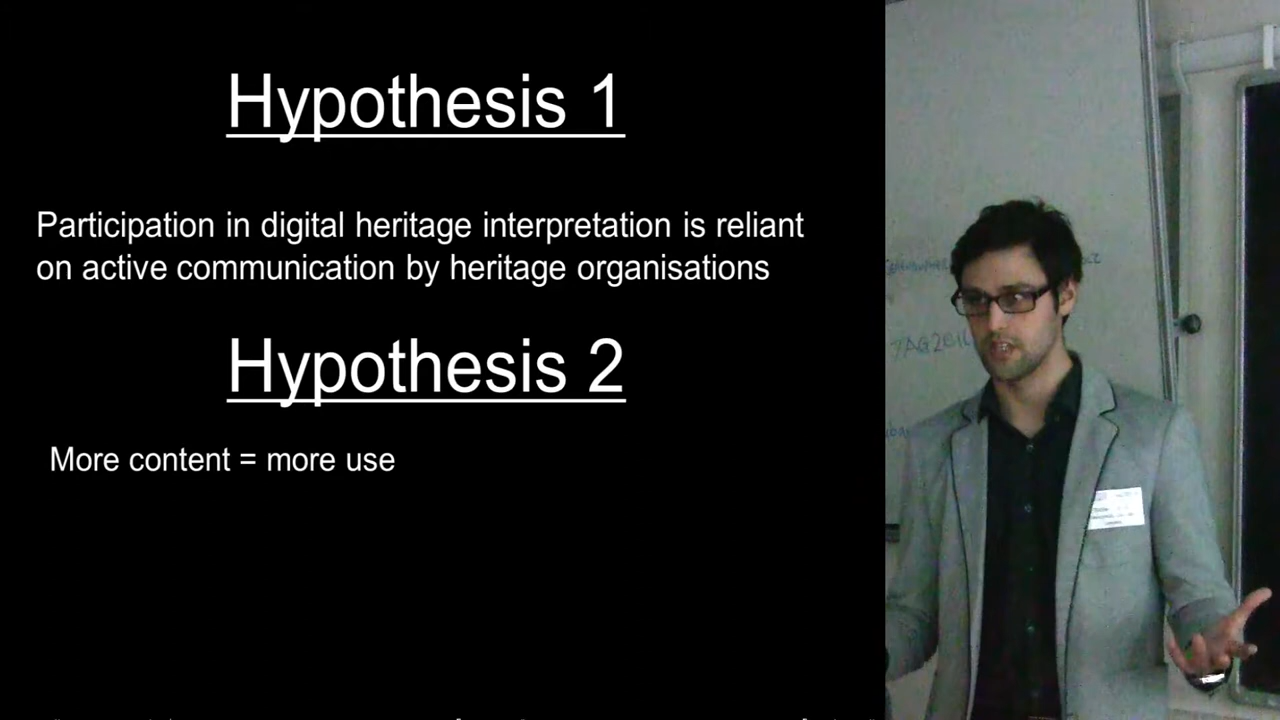 Hypothesis 1
Participation in digital heritage interpretation is reliant
on active communication by heritage organisations
Hypothesis 2
More content = more use